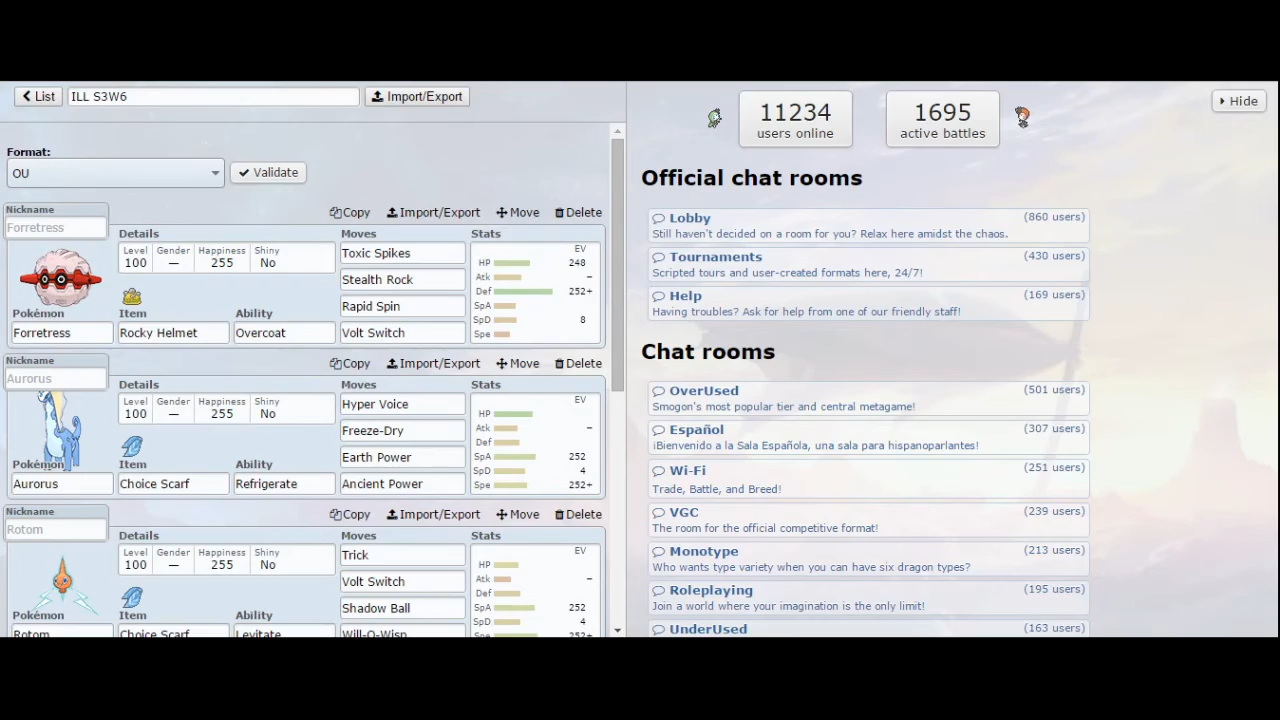 List
ILL S3W6
Import/Export
Format:
OU
Validate
Nickname
Forretress
Copy Import/Export Move Delete
Details
Moves
Stats
Level Gender Happiness Shiny
100 — 255 No
Toxic Spikes
Stealth Rock
Rapid Spin
Volt Switch
EV
HP 248
Atk –
Def 252+
SpA
SpD 8
Spe
Pokémon Item Ability
Forretress Rocky Helmet Overcoat
Nickname
Aurorus
Copy Import/Export Move Delete
Details
Moves
Stats
Level Gender Happiness Shiny
100 — 255 No
Hyper Voice
Freeze-Dry
Earth Power
Ancient Power
EV
HP
Atk –
Def
SpA 252
SpD 4
Spe 252+
Pokémon Item Ability
Aurorus Choice Scarf Refrigerate
Nickname
Rotom
Copy Import/Export Move Delete
Details
Moves
Stats
Level Gender Happiness Shiny
100 — 255 No
Trick
Volt Switch
Shadow Ball
Will-O-Wisp
EV
HP
Atk –
Def
SpA 252
SpD 4
Spe 252+
Pokémon Item Ability
Rotom Choice Scarf Levitate
11234
users online
1695
active battles
Hide
Official chat rooms
Lobby (860 users)
Still haven't decided on a room for you? Relax here amidst the chaos.
Tournaments (430 users)
Scripted tours and user-created formats here, 24/7!
Help (169 users)
Having troubles? Ask for help from one of our friendly staff!
Chat rooms
OverUsed (501 users)
Smogon's most popular tier and central metagame!
Español (307 users)
¡Bienvenido a la Sala Española, una sala para hispanoparlantes!
Wi-Fi (251 users)
Trade, Battle, and Breed!
VGC (239 users)
The room for the official competitive format!
Monotype (213 users)
Who wants type variety when you can have six dragon types?
Roleplaying (195 users)
Join a world where your imagination is the only limit!
UnderUsed (163 users)